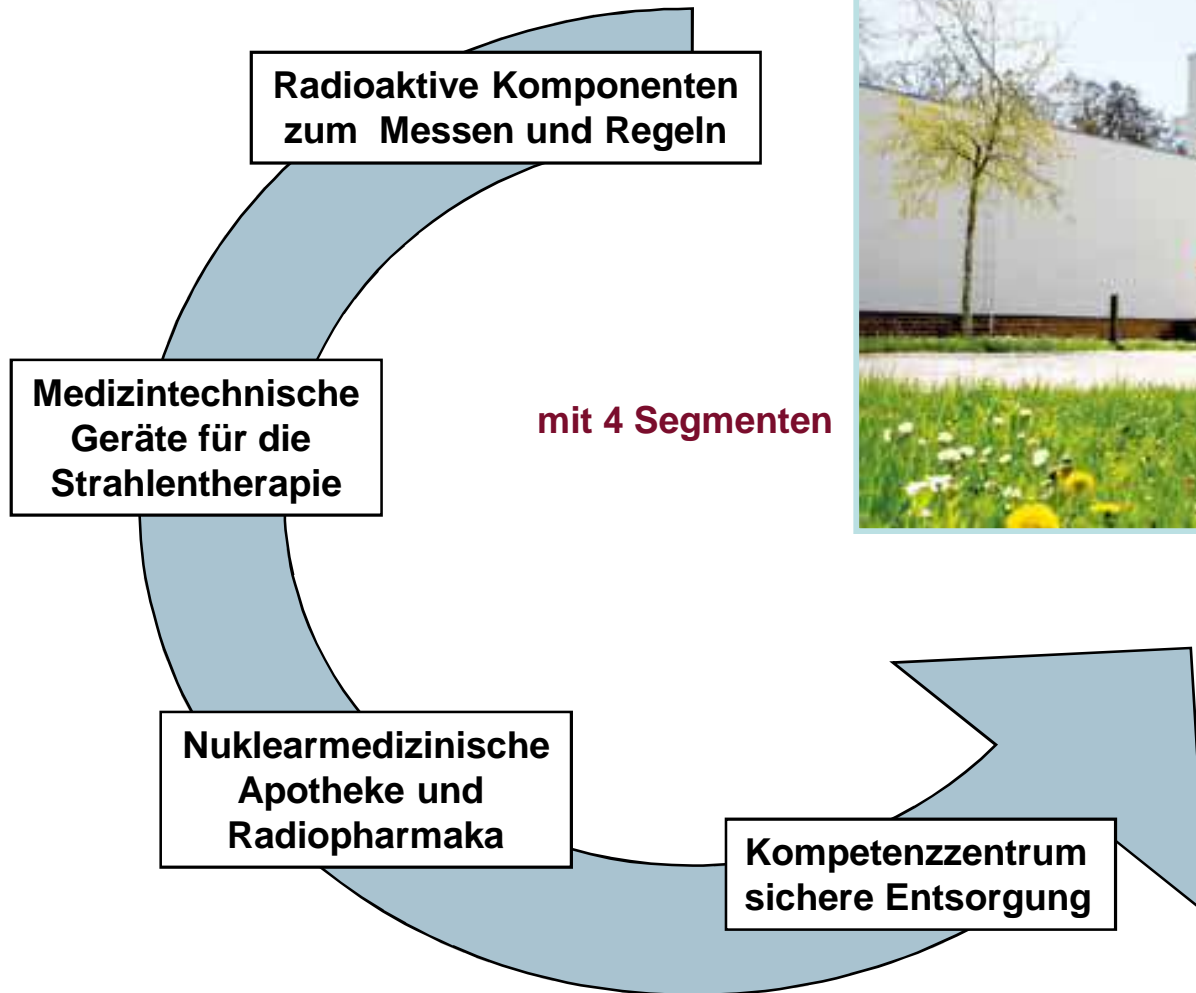 Radioaktive Komponenten
zum Messen und Regeln
Medizintechnische
Geräte für die
Strahlentherapie
mit 4 Segmenten
Nuklearmedizinische
Apotheke und
Radiopharmaka
Kompetenzzentrum
sichere Entsorgung